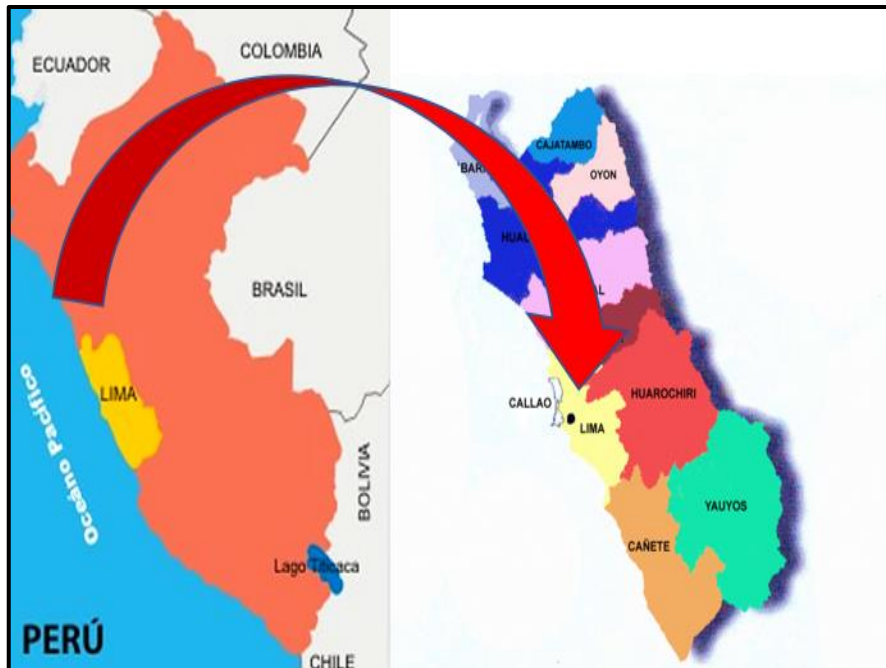 COLOMBIA
ECUADOR
BRASIL
LIMA
Océano Pacífico
BOLIVIA
Lago Titicaca
PERÚ
CHILE
CAJATAMBO
OYON
HUAROCHIRI
CALLAO
LIMA
YAUYOS
CAÑETE